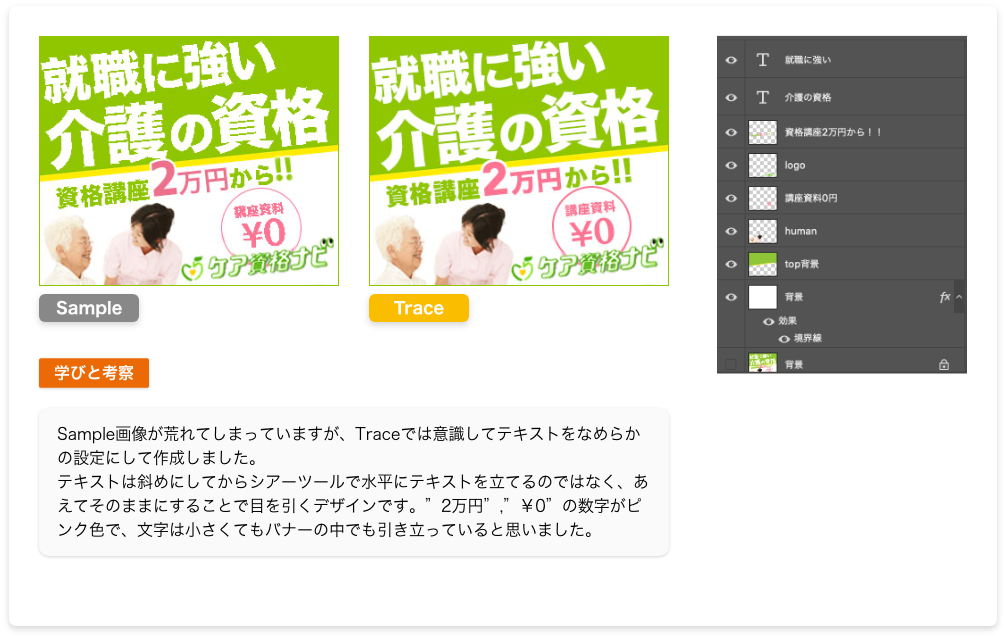 就職に強い
介護の資格
資格講座2万円から!!
講座資料
¥0
ケア資格ナビ
Sample
就職に強い
介護の資格
資格講座2万円から!!
講座資料
¥0
ケア資格ナビ
Trace
就職に強い
介護の資格
資格講座2万円から！！
logo
講座資料0円
human
top背景
背景
fx
効果
境界線
背景
学びと考察
Sample画像が荒れてしまっていますが、Traceでは意識してテキストをなめらか
の設定にして作成しました。
テキストは斜めにしてからシアーツールで水平にテキストを立てるのではなく、あ
えてそのままにすることで目を引くデザインです。”2万円”,”￥0”の数字がピ
ンク色で、文字は小さくてもバナーの中でも引き立っていると思いました。